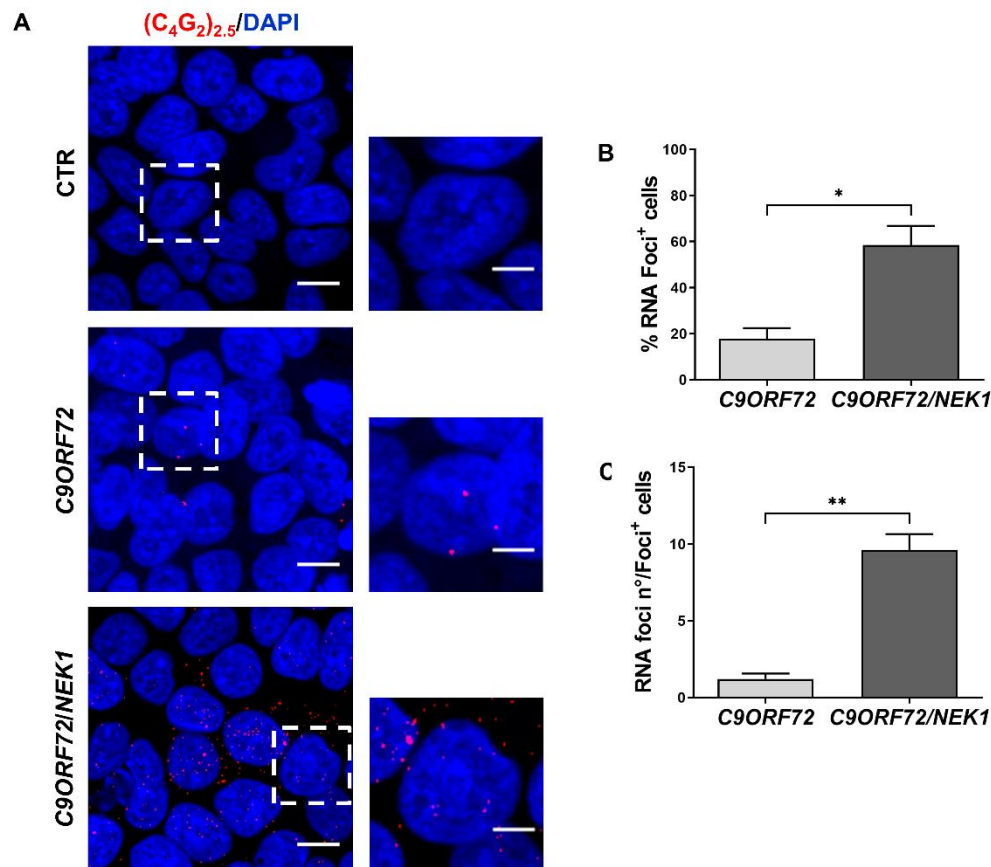 A
(C₄G₂)₂.₅/DAPI
CTR
C9ORF72
C9ORF72/NEK1
B
% RNA Foci⁺ cells
100
80
60
40
20
0
*
C9ORF72 C9ORF72/NEK1
C
RNA foci n°/Foci⁺ cells
15
10
5
0
**
C9ORF72 C9ORF72/NEK1